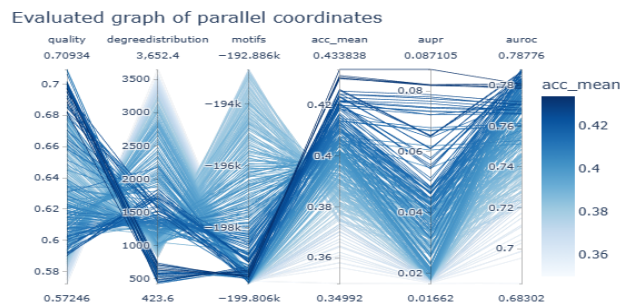 Evaluated graph of parallel coordinates
quality degreedistribution motifs acc_mean aupr auroc
0.70934 3,652.4 −192.886k 0.433838 0.087105 0.78776
acc_mean
0.7 0.68 0.66 0.64 0.62 0.6 0.58
3500 3000 2500 2000 1500 1000 500
−194k −196k −198k
0.42 0.4 0.38 0.36
0.08 0.06 0.04 0.02
0.78 0.76 0.74 0.72 0.7
0.42 0.4 0.38 0.36
0.57246 423.6 −199.806k 0.34992 0.01662 0.68302